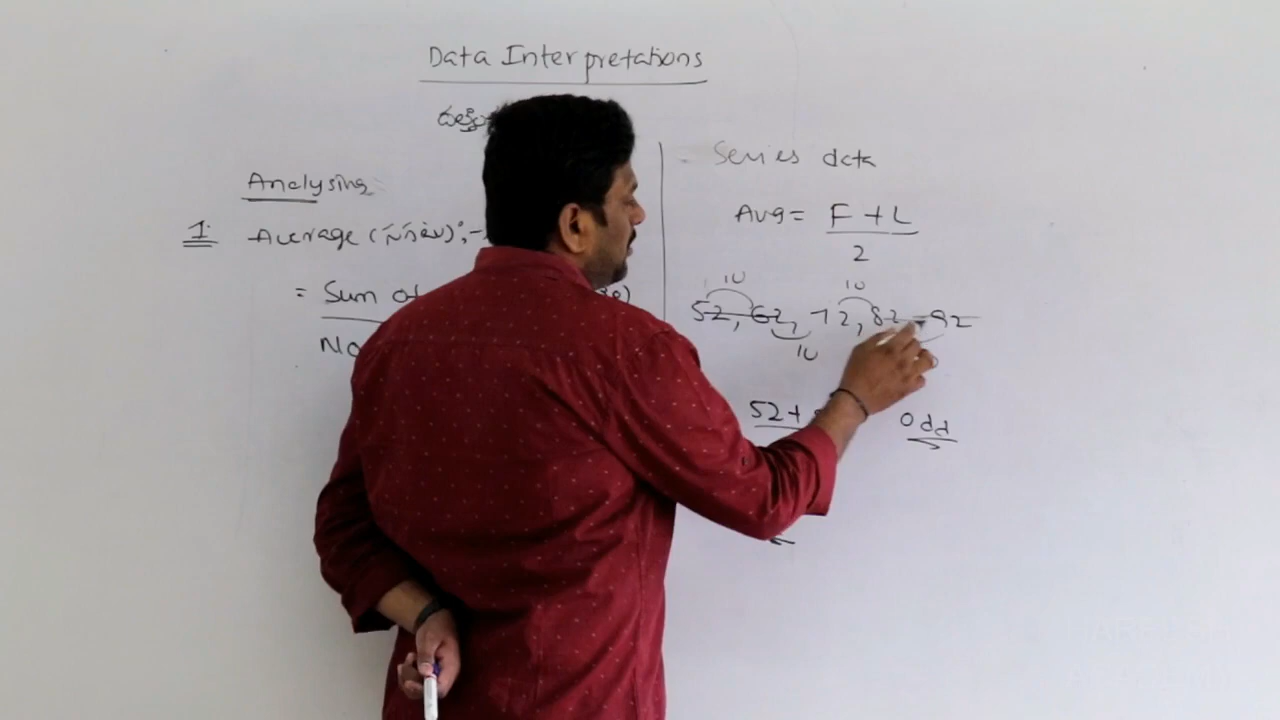 Data Interpretations
Analysing
1. Average (సగటు):-
= Sum of
No
Series data
Avg = F + L
2
10 10
52, 62, 72, 82, 92
10
52 +
Odd